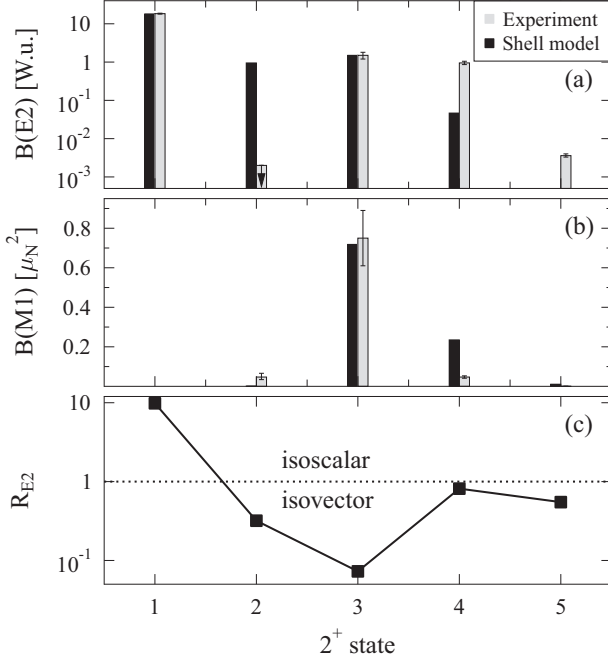 Experiment
Shell model
(a)
B(E2) [W.u.]
10
1
10^-1
10^-2
10^-3
(b)
B(M1) [μ_N^2]
0.8
0.6
0.4
0.2
(c)
R_E2
10
1
10^-1
isoscalar
isovector
1 2 3 4 5
2^+ state